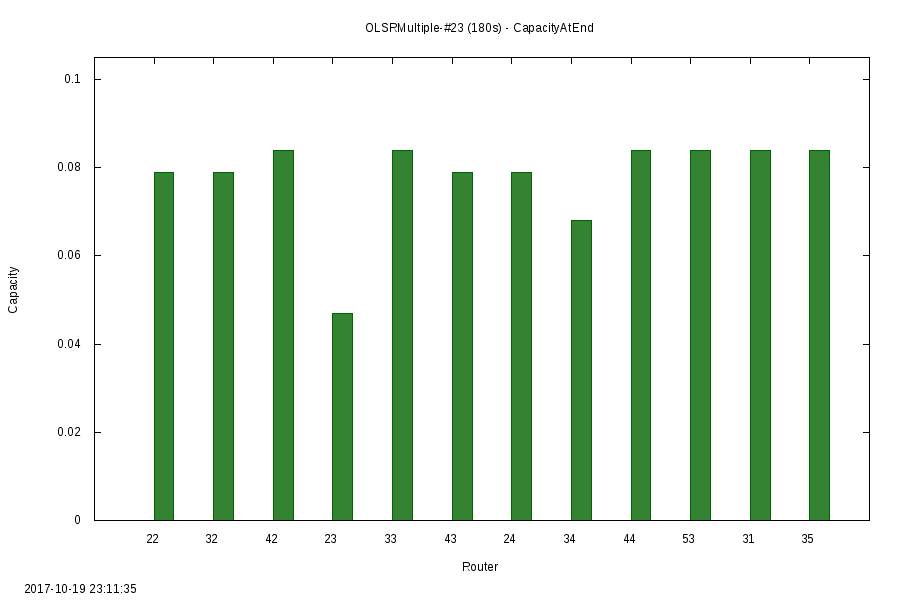 OLSRMultiple-#23 (180s) - CapacityAtEnd
0.1
0.08
0.06
0.04
0.02
0
Capacity
22 32 42 23 33 43 24 34 44 53 31 35
Router
2017-10-19 23:11:35